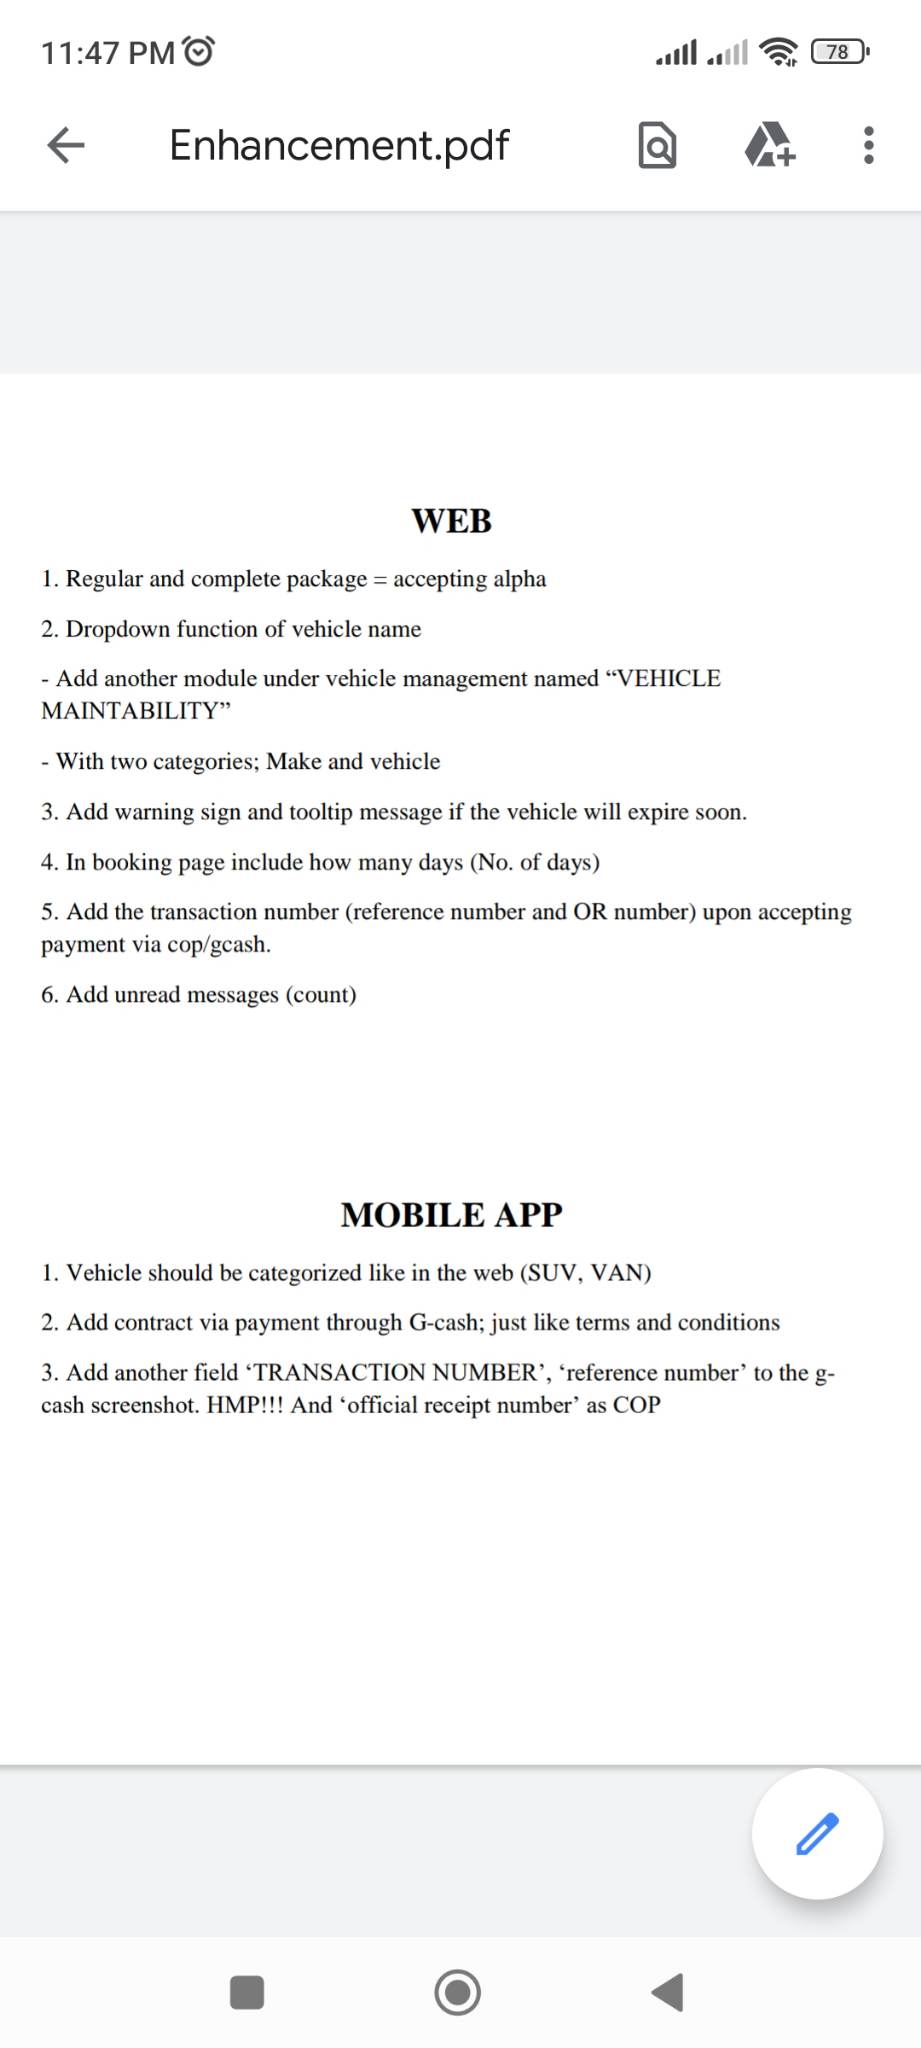 11:47 PM
78
Enhancement.pdf
WEB
1. Regular and complete package = accepting alpha
2. Dropdown function of vehicle name
- Add another module under vehicle management named “VEHICLE
MAINTABILITY”
- With two categories; Make and vehicle
3. Add warning sign and tooltip message if the vehicle will expire soon.
4. In booking page include how many days (No. of days)
5. Add the transaction number (reference number and OR number) upon accepting
payment via cop/gcash.
6. Add unread messages (count)
MOBILE APP
1. Vehicle should be categorized like in the web (SUV, VAN)
2. Add contract via payment through G-cash; just like terms and conditions
3. Add another field ‘TRANSACTION NUMBER’, ‘reference number’ to the g-
cash screenshot. HMP!!! And ‘official receipt number’ as COP